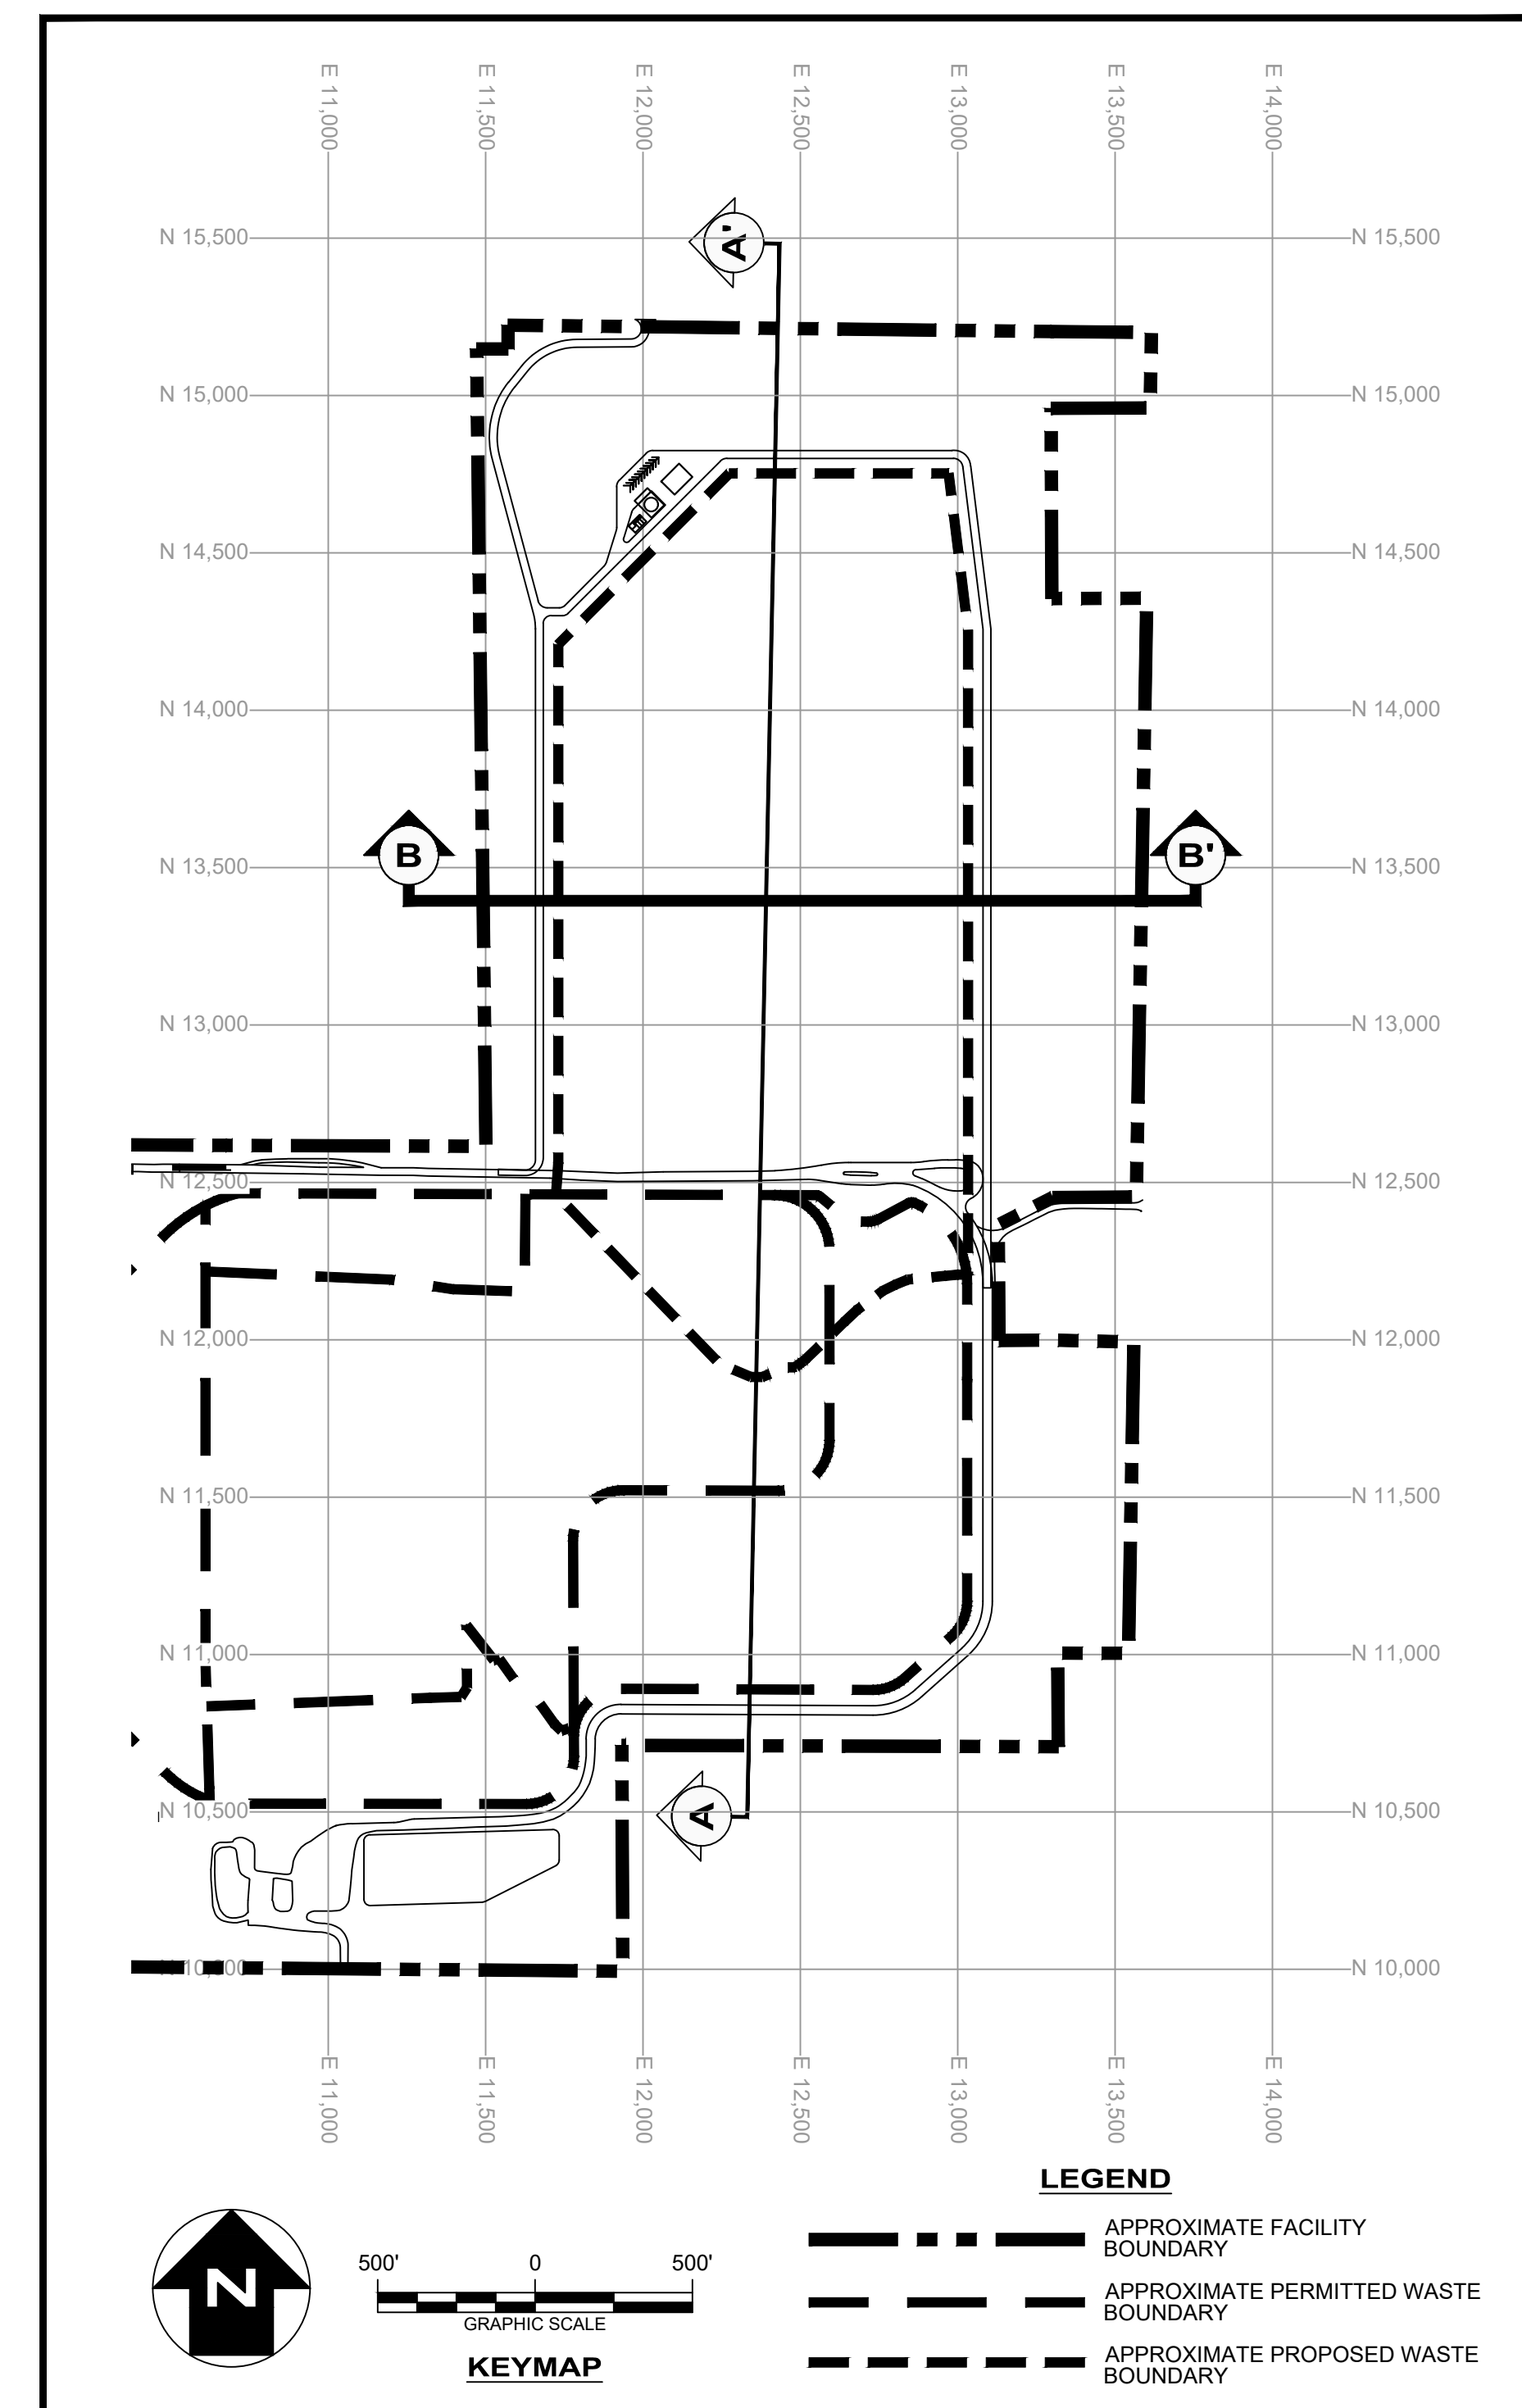 E 11,000
E 11,500
E 12,000
E 12,500
E 13,000
E 13,500
E 14,000
A'
N 15,500
N 15,500
N 15,000
N 15,000
N 14,500
N 14,500
N 14,000
N 14,000
B
B'
N 13,500
N 13,500
N 13,000
N 13,000
N 12,500
N 12,500
N 12,000
N 12,000
N 11,500
N 11,500
N 11,000
N 11,000
N 10,500
A
N 10,500
N 10,000
N 10,000
E 11,000
E 11,500
E 12,000
E 12,500
E 13,000
E 13,500
E 14,000
LEGEND
APPROXIMATE FACILITY
BOUNDARY
APPROXIMATE PERMITTED WASTE
BOUNDARY
APPROXIMATE PROPOSED WASTE
BOUNDARY
N
500' 0 500'
GRAPHIC SCALE
KEYMAP